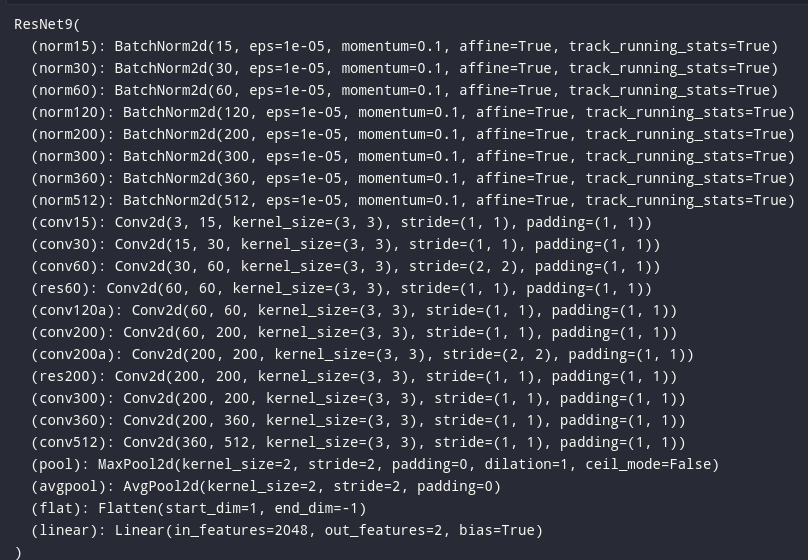 ResNet9(
(norm15): BatchNorm2d(15, eps=1e-05, momentum=0.1, affine=True, track_running_stats=True)
(norm30): BatchNorm2d(30, eps=1e-05, momentum=0.1, affine=True, track_running_stats=True)
(norm60): BatchNorm2d(60, eps=1e-05, momentum=0.1, affine=True, track_running_stats=True)
(norm120): BatchNorm2d(120, eps=1e-05, momentum=0.1, affine=True, track_running_stats=True)
(norm200): BatchNorm2d(200, eps=1e-05, momentum=0.1, affine=True, track_running_stats=True)
(norm300): BatchNorm2d(300, eps=1e-05, momentum=0.1, affine=True, track_running_stats=True)
(norm360): BatchNorm2d(360, eps=1e-05, momentum=0.1, affine=True, track_running_stats=True)
(norm512): BatchNorm2d(512, eps=1e-05, momentum=0.1, affine=True, track_running_stats=True)
(conv15): Conv2d(3, 15, kernel_size=(3, 3), stride=(1, 1), padding=(1, 1))
(conv30): Conv2d(15, 30, kernel_size=(3, 3), stride=(1, 1), padding=(1, 1))
(conv60): Conv2d(30, 60, kernel_size=(3, 3), stride=(2, 2), padding=(1, 1))
(res60): Conv2d(60, 60, kernel_size=(3, 3), stride=(1, 1), padding=(1, 1))
(conv120a): Conv2d(60, 60, kernel_size=(3, 3), stride=(1, 1), padding=(1, 1))
(conv200): Conv2d(60, 200, kernel_size=(3, 3), stride=(1, 1), padding=(1, 1))
(conv200a): Conv2d(200, 200, kernel_size=(3, 3), stride=(2, 2), padding=(1, 1))
(res200): Conv2d(200, 200, kernel_size=(3, 3), stride=(1, 1), padding=(1, 1))
(conv300): Conv2d(200, 200, kernel_size=(3, 3), stride=(1, 1), padding=(1, 1))
(conv360): Conv2d(200, 360, kernel_size=(3, 3), stride=(1, 1), padding=(1, 1))
(conv512): Conv2d(360, 512, kernel_size=(3, 3), stride=(1, 1), padding=(1, 1))
(pool): MaxPool2d(kernel_size=2, stride=2, padding=0, dilation=1, ceil_mode=False)
(avgpool): AvgPool2d(kernel_size=2, stride=2, padding=0)
(flat): Flatten(start_dim=1, end_dim=-1)
(linear): Linear(in_features=2048, out_features=2, bias=True)
)